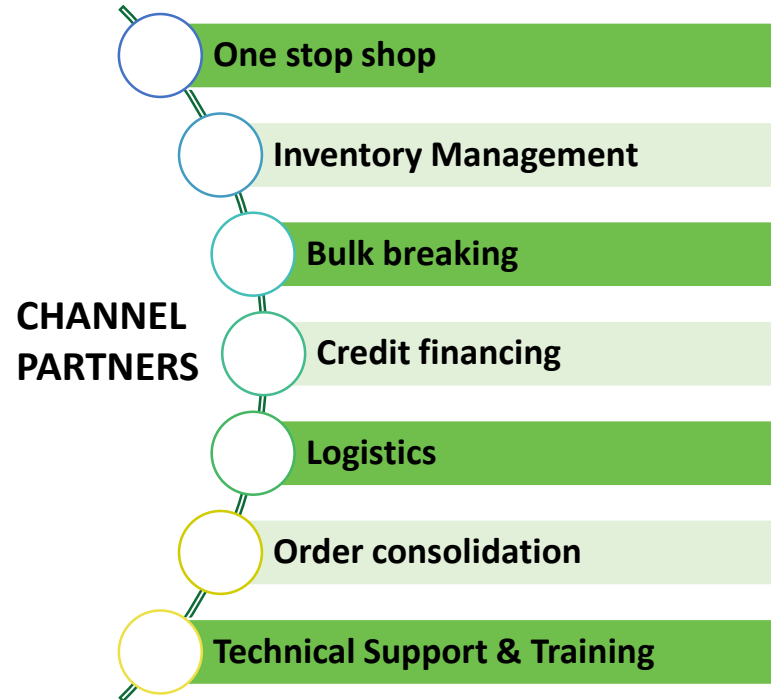 One stop shop
Inventory Management
Bulk breaking
CHANNEL
PARTNERS
Credit financing
Logistics
Order consolidation
Technical Support & Training